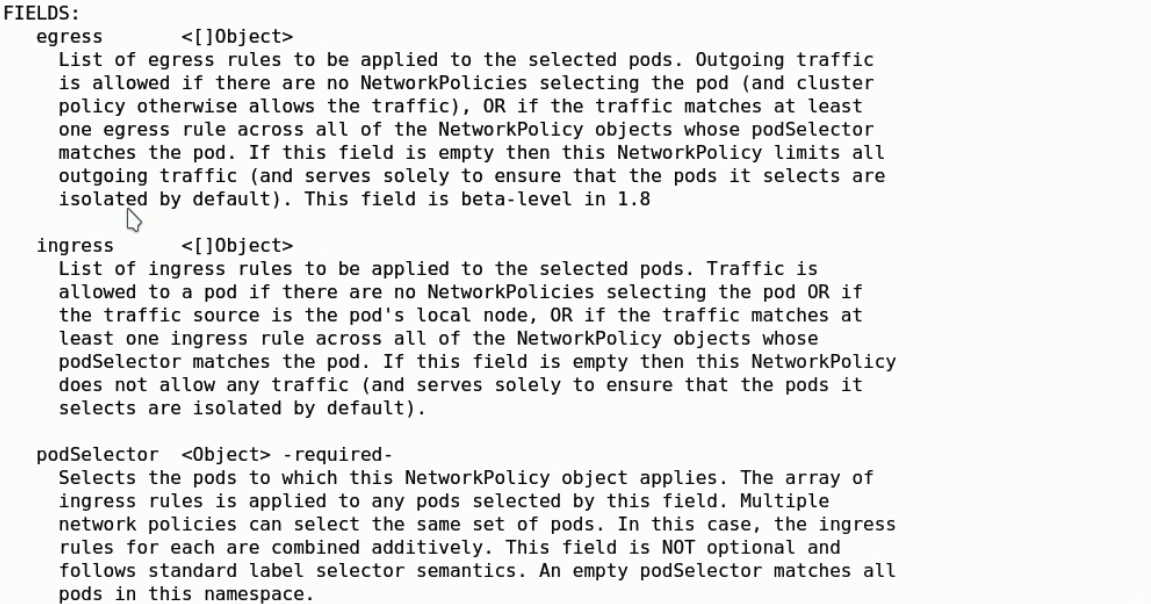 FIELDS:
egress <[]Object>
List of egress rules to be applied to the selected pods. Outgoing traffic
is allowed if there are no NetworkPolicies selecting the pod (and cluster
policy otherwise allows the traffic), OR if the traffic matches at least
one egress rule across all of the NetworkPolicy objects whose podSelector
matches the pod. If this field is empty then this NetworkPolicy limits all
outgoing traffic (and serves solely to ensure that the pods it selects are
isolated by default). This field is beta-level in 1.8
ingress <[]Object>
List of ingress rules to be applied to the selected pods. Traffic is
allowed to a pod if there are no NetworkPolicies selecting the pod OR if
the traffic source is the pod's local node, OR if the traffic matches at
least one ingress rule across all of the NetworkPolicy objects whose
podSelector matches the pod. If this field is empty then this NetworkPolicy
does not allow any traffic (and serves solely to ensure that the pods it
selects are isolated by default).
podSelector <Object> -required-
Selects the pods to which this NetworkPolicy object applies. The array of
ingress rules is applied to any pods selected by this field. Multiple
network policies can select the same set of pods. In this case, the ingress
rules for each are combined additively. This field is NOT optional and
follows standard label selector semantics. An empty podSelector matches all
pods in this namespace.